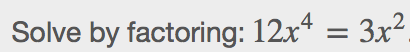 Solve by factoring: 12x⁴ = 3x².